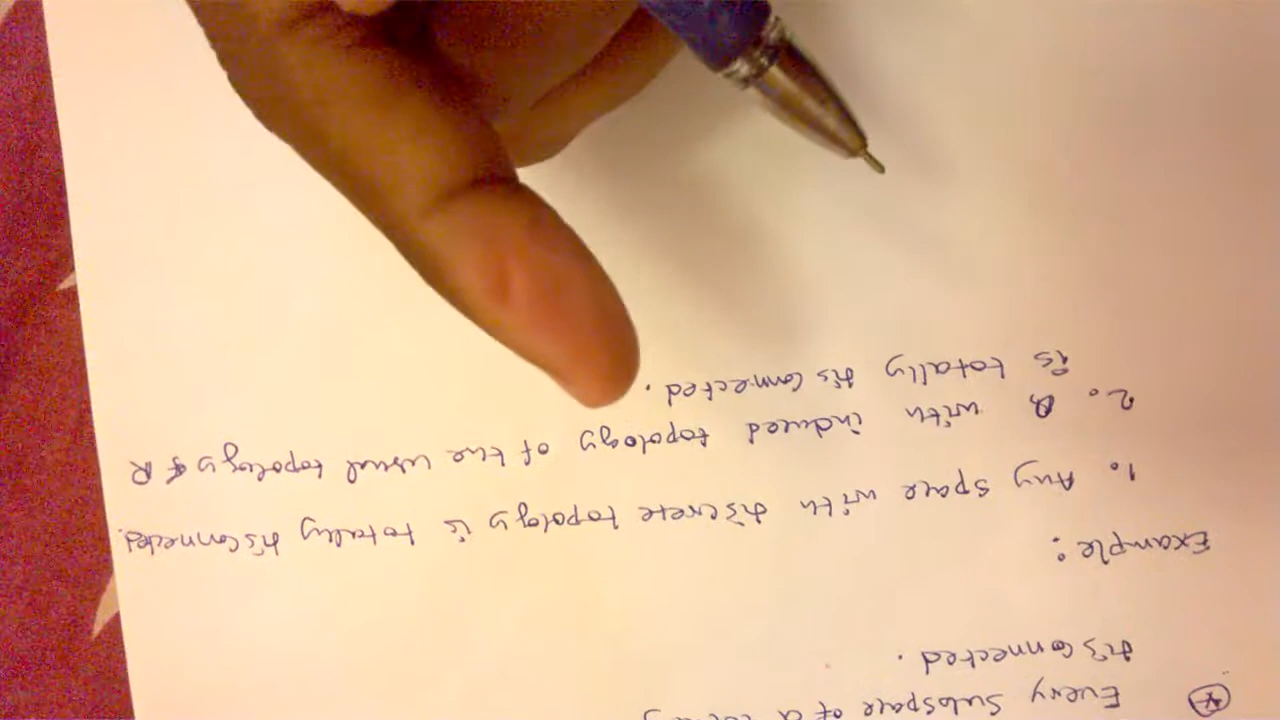 ④ Every Subspace of a
disconnected.
Example:
1. Any space with discrete topology is totally disconnected.
2. Q with induced topology of the usual topology of R
is totally disconnected.